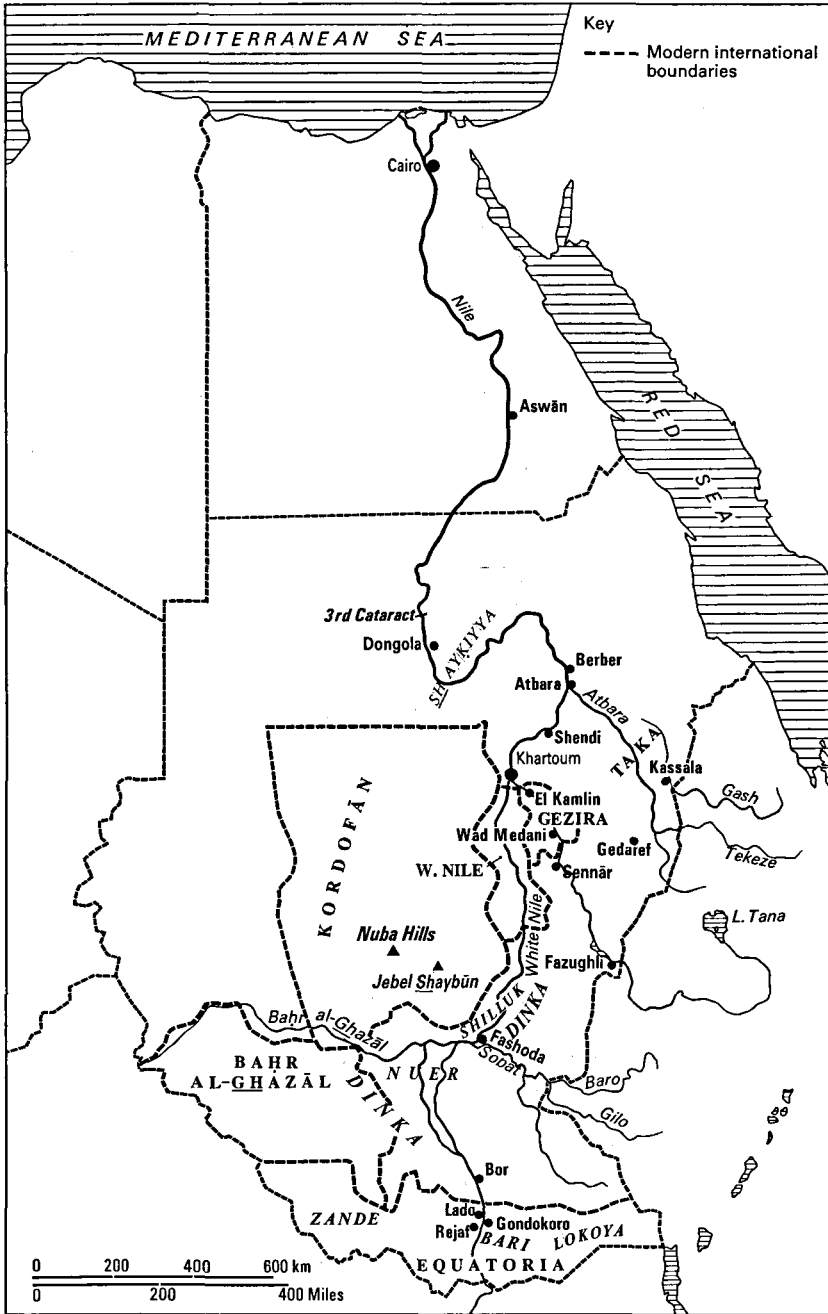 MEDITERRANEAN SEA
Key
Modern international
boundaries
Cairo
Nile
Aswān
RED SEA
3rd Cataract
Dongola
SHAYḲIYYA
Berber
Atbara
Atbara
Shendi
TAKA
Khartoum
Kassala
El Kamlin
Gash
GEZIRA
Wad Medani
Gedaref
Tekeze
W. NILE
Sennār
KORDOFĀN
White Nile
L. Tana
Nuba Hills
Fazughli
Jebel Shaybūn
SHILLUK
DINKA
Baḥr al-Ghazāl
Fashoda
NUER
Sobat
BAḤR
AL-GHAZĀL
Baro
DINKA
Gilo
Bor
Lado
ZANDE
Gondokoro
Rejaf
BARI
LOKOYA
EQUATORIA
0 200 400 600 km
0 200 400 Miles